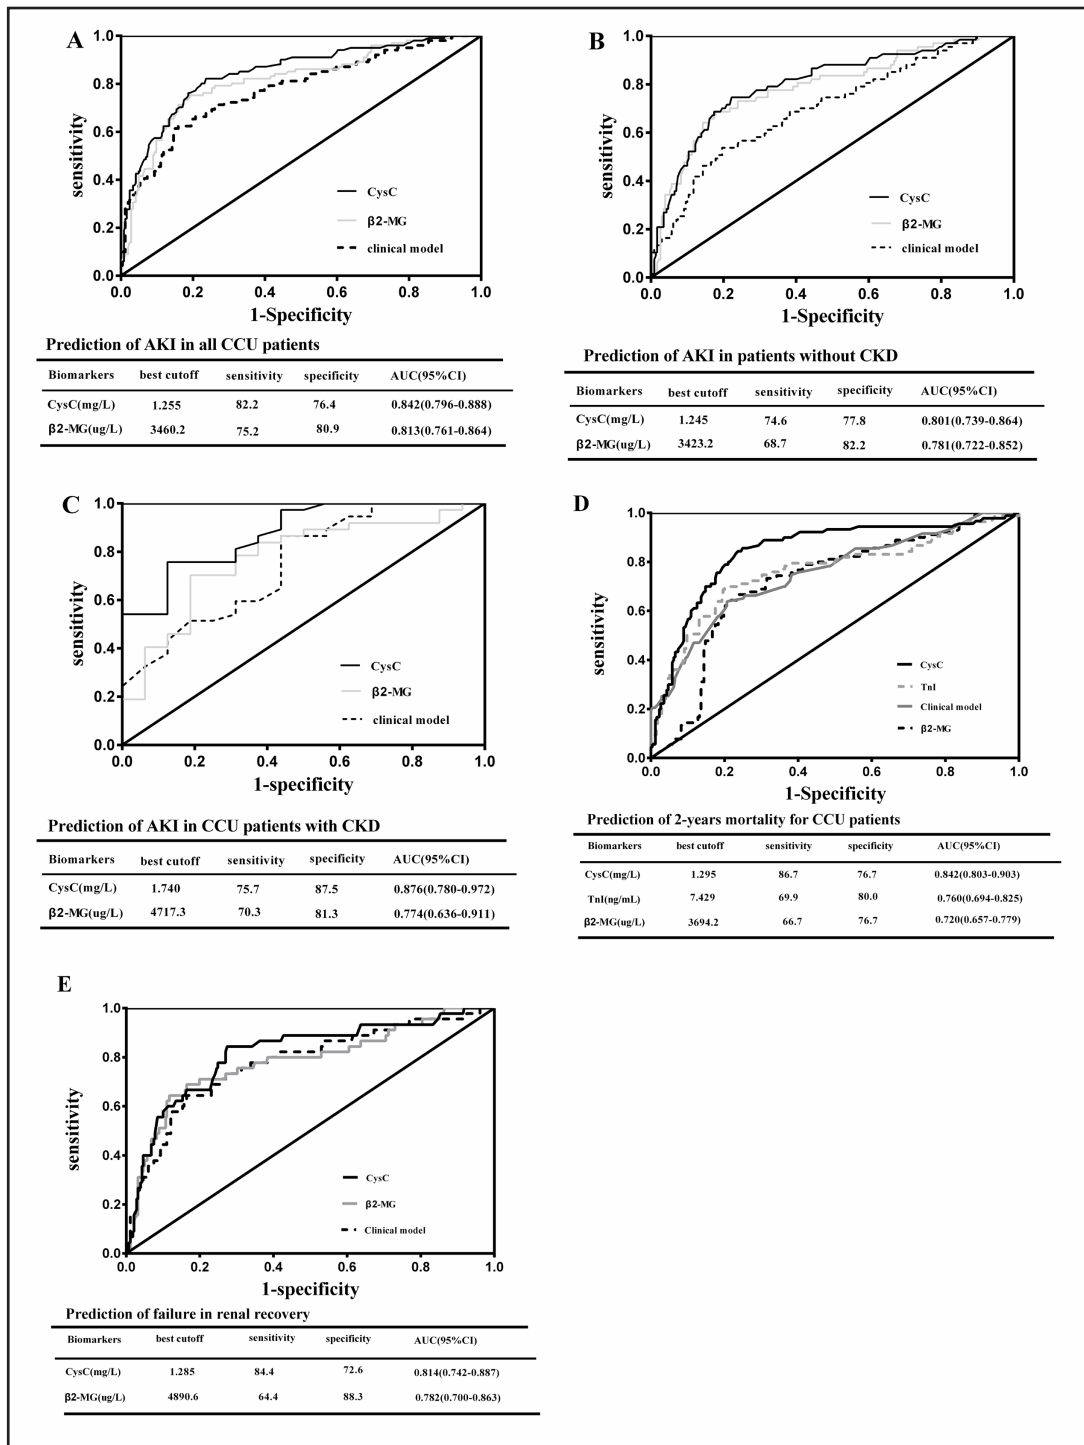 A
1.0
0.8
0.6
0.4
0.2
0.0
sensitivity
CysC
β2-MG
clinical model
0.0 0.2 0.4 0.6 0.8 1.0
1-Specificity
Prediction of AKI in all CCU patients
Biomarkers best cutoff sensitivity specificity AUC(95%CI)
CysC(mg/L) 1.255 82.2 76.4 0.842(0.796-0.888)
β2-MG(ug/L) 3460.2 75.2 80.9 0.813(0.761-0.864)
B
1.0
0.8
0.6
0.4
0.2
0.0
sensitivity
CysC
β2-MG
clinical model
0.0 0.2 0.4 0.6 0.8 1.0
1-Specificity
Prediction of AKI in patients without CKD
Biomarkers best cutoff sensitivity specificity AUC(95%CI)
CysC(mg/L) 1.245 74.6 77.8 0.801(0.739-0.864)
β2-MG(ug/L) 3423.2 68.7 82.2 0.781(0.722-0.852)
C
1.0
0.8
0.6
0.4
0.2
0.0
sensitivity
CysC
β2-MG
clinical model
0.0 0.2 0.4 0.6 0.8 1.0
1-specificity
Prediction of AKI in CCU patients with CKD
Biomarkers best cutoff sensitivity specificity AUC(95%CI)
CysC(mg/L) 1.740 75.7 87.5 0.876(0.780-0.972)
β2-MG(ug/L) 4717.3 70.3 81.3 0.774(0.636-0.911)
D
1.0
0.8
0.6
0.4
0.2
0.0
sensitivity
CysC
TnI
Clinical model
β2-MG
0.0 0.2 0.4 0.6 0.8 1.0
1-Specificity
Prediction of 2-years mortality for CCU patients
Biomarkers best cutoff sensitivity specificity AUC(95%CI)
CysC(mg/L) 1.295 86.7 76.7 0.842(0.803-0.903)
TnI(ng/mL) 7.429 69.9 80.0 0.760(0.694-0.825)
β2-MG(ug/L) 3694.2 66.7 76.7 0.720(0.657-0.779)
E
1.0
0.8
0.6
0.4
0.2
0.0
sensitivity
CysC
β2-MG
Clinical model
0.0 0.2 0.4 0.6 0.8 1.0
1-specificity
Prediction of failure in renal recovery
Biomarkers best cutoff sensitivity specificity AUC(95%CI)
CysC(mg/L) 1.285 84.4 72.6 0.814(0.742-0.887)
β2-MG(ug/L) 4890.6 64.4 88.3 0.782(0.700-0.863)